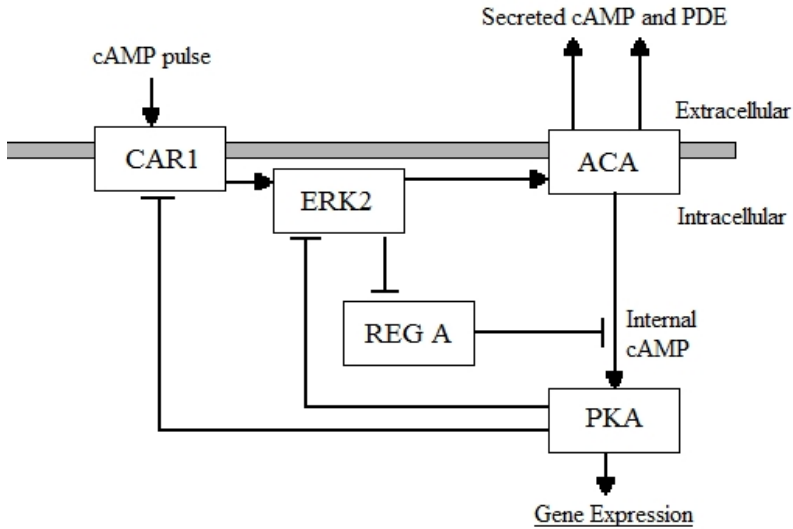 Secreted cAMP and PDE
cAMP pulse
Extracellular
CAR1
ACA
ERK2
Intracellular
REG A
Internal
cAMP
PKA
Gene Expression